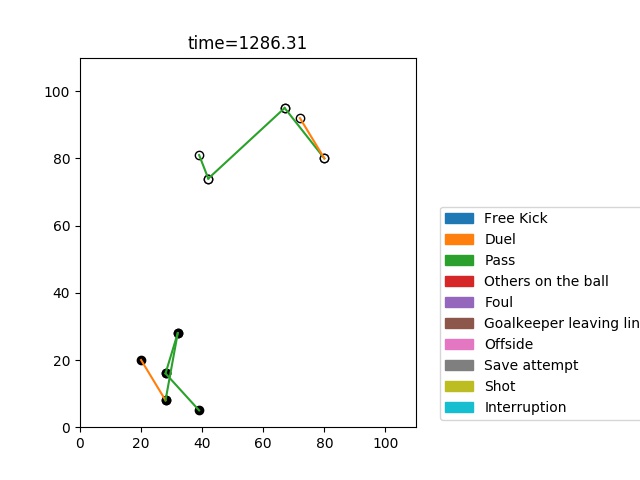 time=1286.31
100
80
60
40
20
0
0 20 40 60 80 100
Free Kick
Duel
Pass
Others on the ball
Foul
Goalkeeper leaving lin
Offside
Save attempt
Shot
Interruption